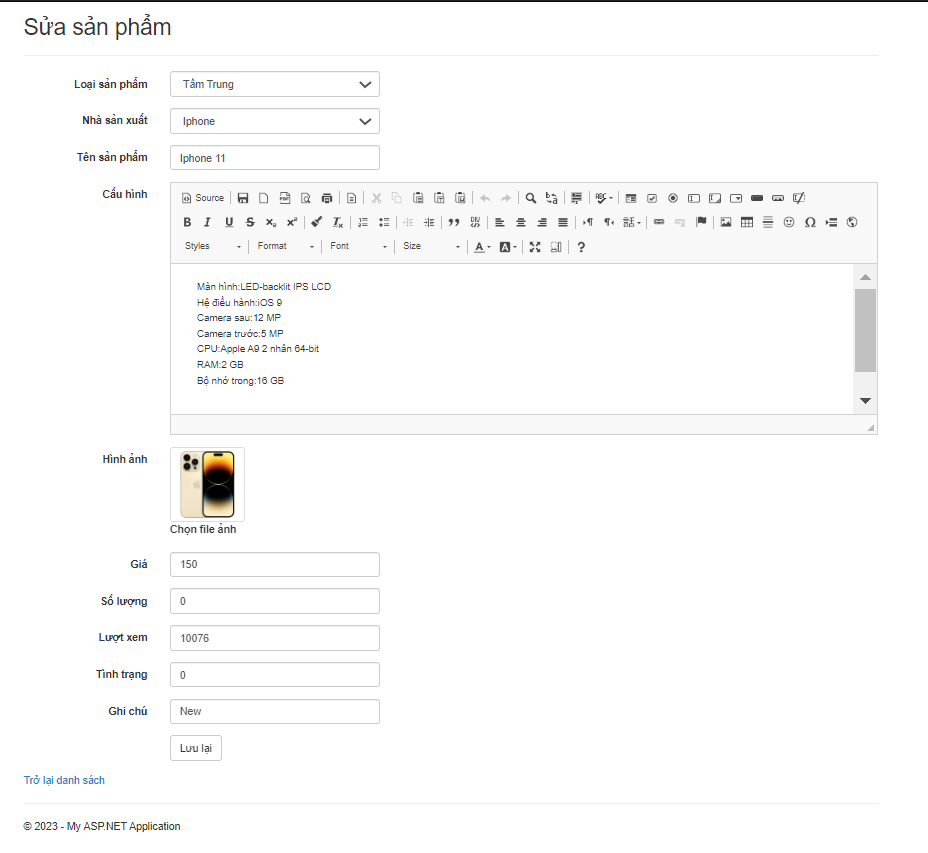 Sửa sản phẩm
Loại sản phẩm
Tầm Trung
Nhà sản xuất
Iphone
Tên sản phẩm
Iphone 11
Cấu hình
Source
Styles Format Font Size
Màn hình:LED-backlit IPS LCD
Hệ điều hành:iOS 9
Camera sau:12 MP
Camera trước:5 MP
CPU:Apple A9 2 nhân 64-bit
RAM:2 GB
Bộ nhớ trong:16 GB
Hình ảnh
Chọn file ảnh
Giá
150
Số lượng
0
Lượt xem
10076
Tình trạng
0
Ghi chú
New
Lưu lại
Trở lại danh sách
© 2023 - My ASP.NET Application